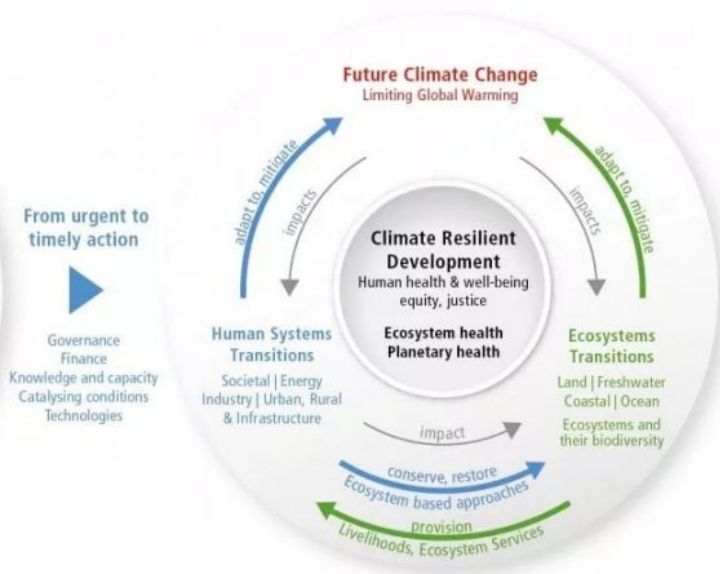 Future Climate Change
Limiting Global Warming
adapt to, mitigate
impacts
impacts
adapt to, mitigate
From urgent to
timely action
Governance
Finance
Knowledge and capacity
Catalysing conditions
Technologies
Climate Resilient
Development
Human health & well-being
equity, justice
Ecosystem health
Planetary health
Human Systems
Transitions
Societal | Energy
Industry | Urban, Rural
& Infrastructure
Ecosystems
Transitions
Land | Freshwater
Coastal | Ocean
Ecosystems and
their biodiversity
impact
conserve, restore
Ecosystem based approaches
provision
Livelihoods, Ecosystem Services